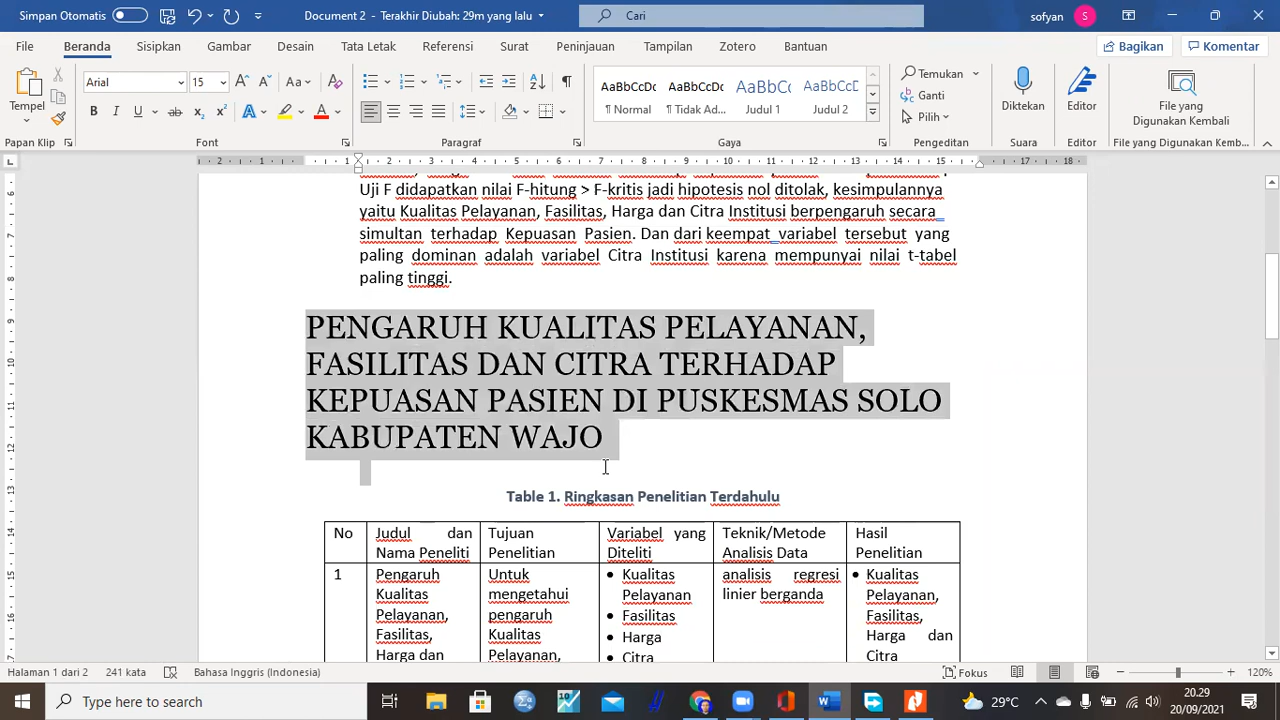 Simpan Otomatis
Document 2 - Terakhir Diubah: 29m yang lalu
Cari
sofyan
S
File
Beranda
Sisipkan
Gambar
Desain
Tata Letak
Referensi
Surat
Peninjauan
Tampilan
Zotero
Bantuan
Bagikan
Komentar
Tempel
Arial
15
AaBbCcDc
AaBbCcDc
AaBbCc
AaBbCcD
¶ Normal
¶ Tidak Ad...
Judul 1
Judul 2
Temukan
Ganti
Pilih
Diktekan
Editor
File yang
Digunakan Kembali
Papan Klip
Font
Paragraf
Gaya
Pengeditan
Suara
Editor
File yang Digunakan Kembali
Uji F didapatkan nilai F-hitung > F-kritis jadi hipotesis nol ditolak, kesimpulannya
yaitu Kualitas Pelayanan, Fasilitas, Harga dan Citra Institusi berpengaruh secara
simultan terhadap Kepuasan Pasien. Dan dari keempat variabel tersebut yang
paling dominan adalah variabel Citra Institusi karena mempunyai nilai t-tabel
paling tinggi.
PENGARUH KUALITAS PELAYANAN,
FASILITAS DAN CITRA TERHADAP
KEPUASAN PASIEN DI PUSKESMAS SOLO
KABUPATEN WAJO
Table 1. Ringkasan Penelitian Terdahulu
No
Judul dan
Nama Peneliti
Tujuan
Penelitian
Variabel yang
Diteliti
Teknik/Metode
Analisis Data
Hasil
Penelitian
1
Pengaruh
Kualitas
Pelayanan,
Fasilitas,
Harga dan
Untuk
mengetahui
pengaruh
Kualitas
Pelayanan,
• Kualitas
Pelayanan
• Fasilitas
• Harga
• Citra
analisis regresi
linier berganda
• Kualitas
Pelayanan,
Fasilitas,
Harga dan
Citra
Halaman 1 dari 2
241 kata
Bahasa Inggris (Indonesia)
Fokus
120%
Type here to search
29°C
20.29
20/09/2021